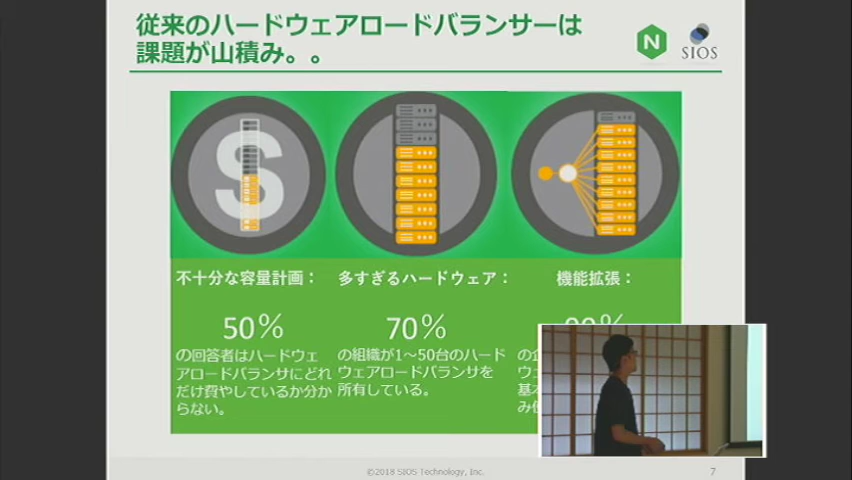 従来のハードウェアロードバランサーは
課題が山積み。。
N
SIOS
S
不十分な容量計画：
50%
の回答者はハードウェ
アロードバランサにどれ
だけ費やしているか分か
らない。
多すぎるハードウェア：
70%
の組織が1～50台のハード
ウェアロードバランサを
所有している。
機能拡張：
©2018 SIOS Technology, Inc.
7